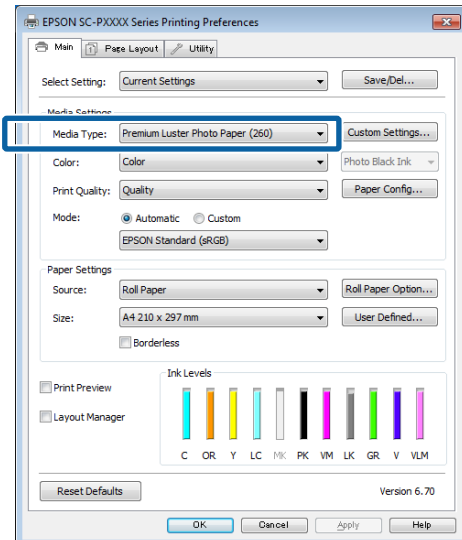 EPSON SC-PXXXX Series Printing Preferences
Main Page Layout Utility
Select Setting: Current Settings Save/Del...
Media Settings
Media Type: Premium Luster Photo Paper (260) Custom Settings...
Color: Color Photo Black Ink
Print Quality: Quality Paper Config...
Mode: Automatic Custom
EPSON Standard (sRGB)
Paper Settings
Source: Roll Paper Roll Paper Option...
Size: A4 210 x 297 mm User Defined...
Borderless
Ink Levels
Print Preview
Layout Manager
C OR Y LC MK PK VM LK GR V VLM
Reset Defaults Version 6.70
OK Cancel Apply Help